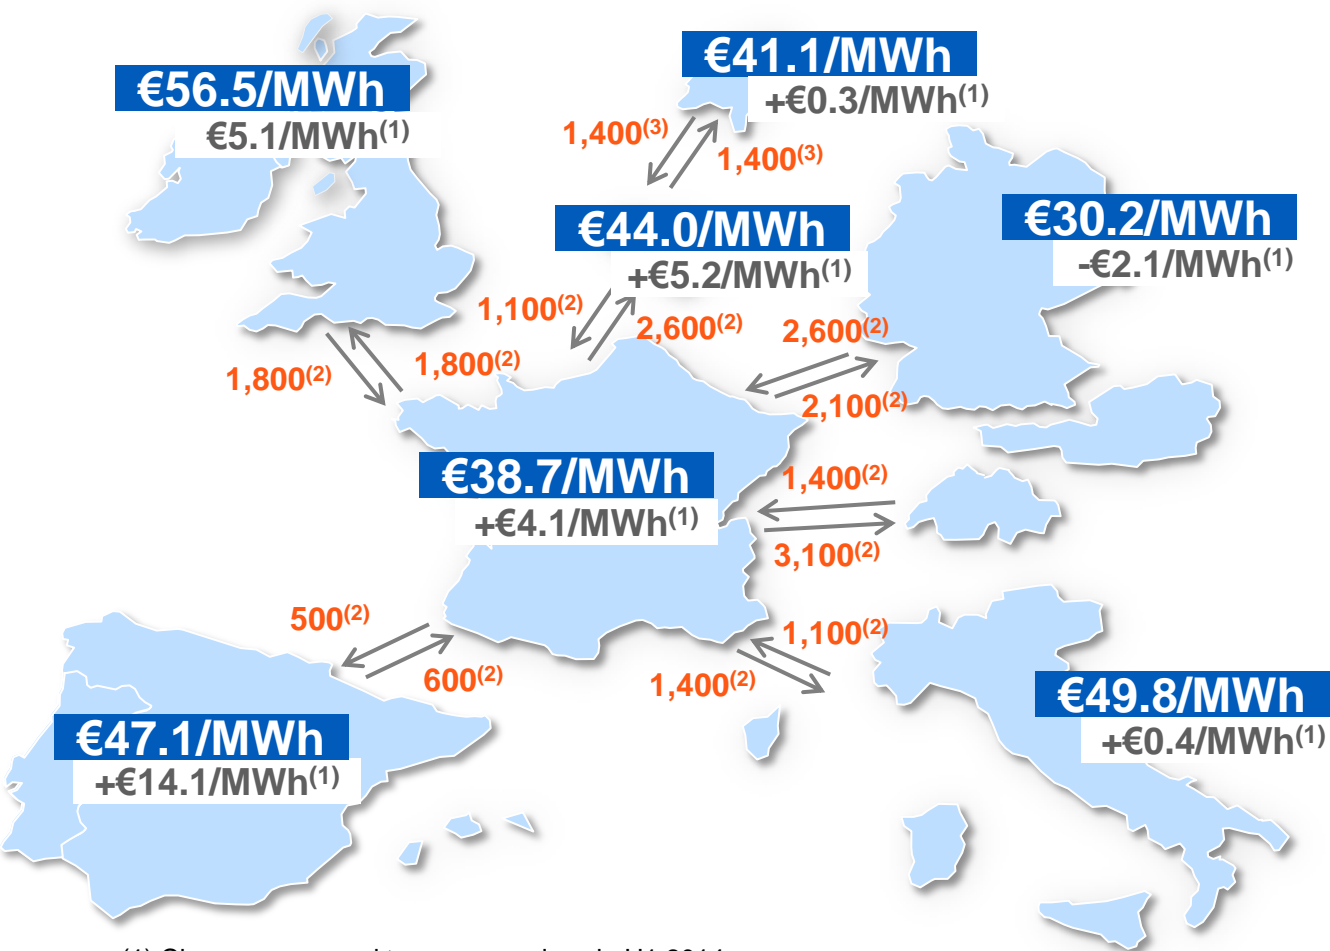 €41.1/MWh
+€0.3/MWh(1)
€56.5/MWh
€5.1/MWh(1)
1,400(3)
1,400(3)
€44.0/MWh
+€5.2/MWh(1)
€30.2/MWh
-€2.1/MWh(1)
1,100(2)
2,600(2)
2,600(2)
1,800(2)
1,800(2)
2,100(2)
€38.7/MWh
+€4.1/MWh(1)
1,400(2)
3,100(2)
500(2)
600(2)
1,100(2)
1,400(2)
€49.8/MWh
+€0.4/MWh(1)
€47.1/MWh
+€14.1/MWh(1)